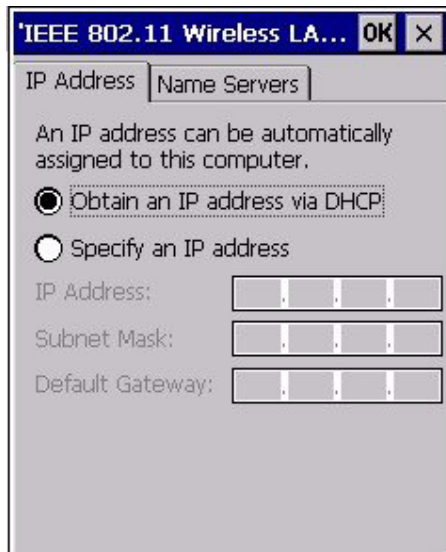 'IEEE 802.11 Wireless LA... OK ×
IP Address Name Servers
An IP address can be automatically
assigned to this computer.
Obtain an IP address via DHCP
Specify an IP address
IP Address: . . .
Subnet Mask: . . .
Default Gateway: . . .